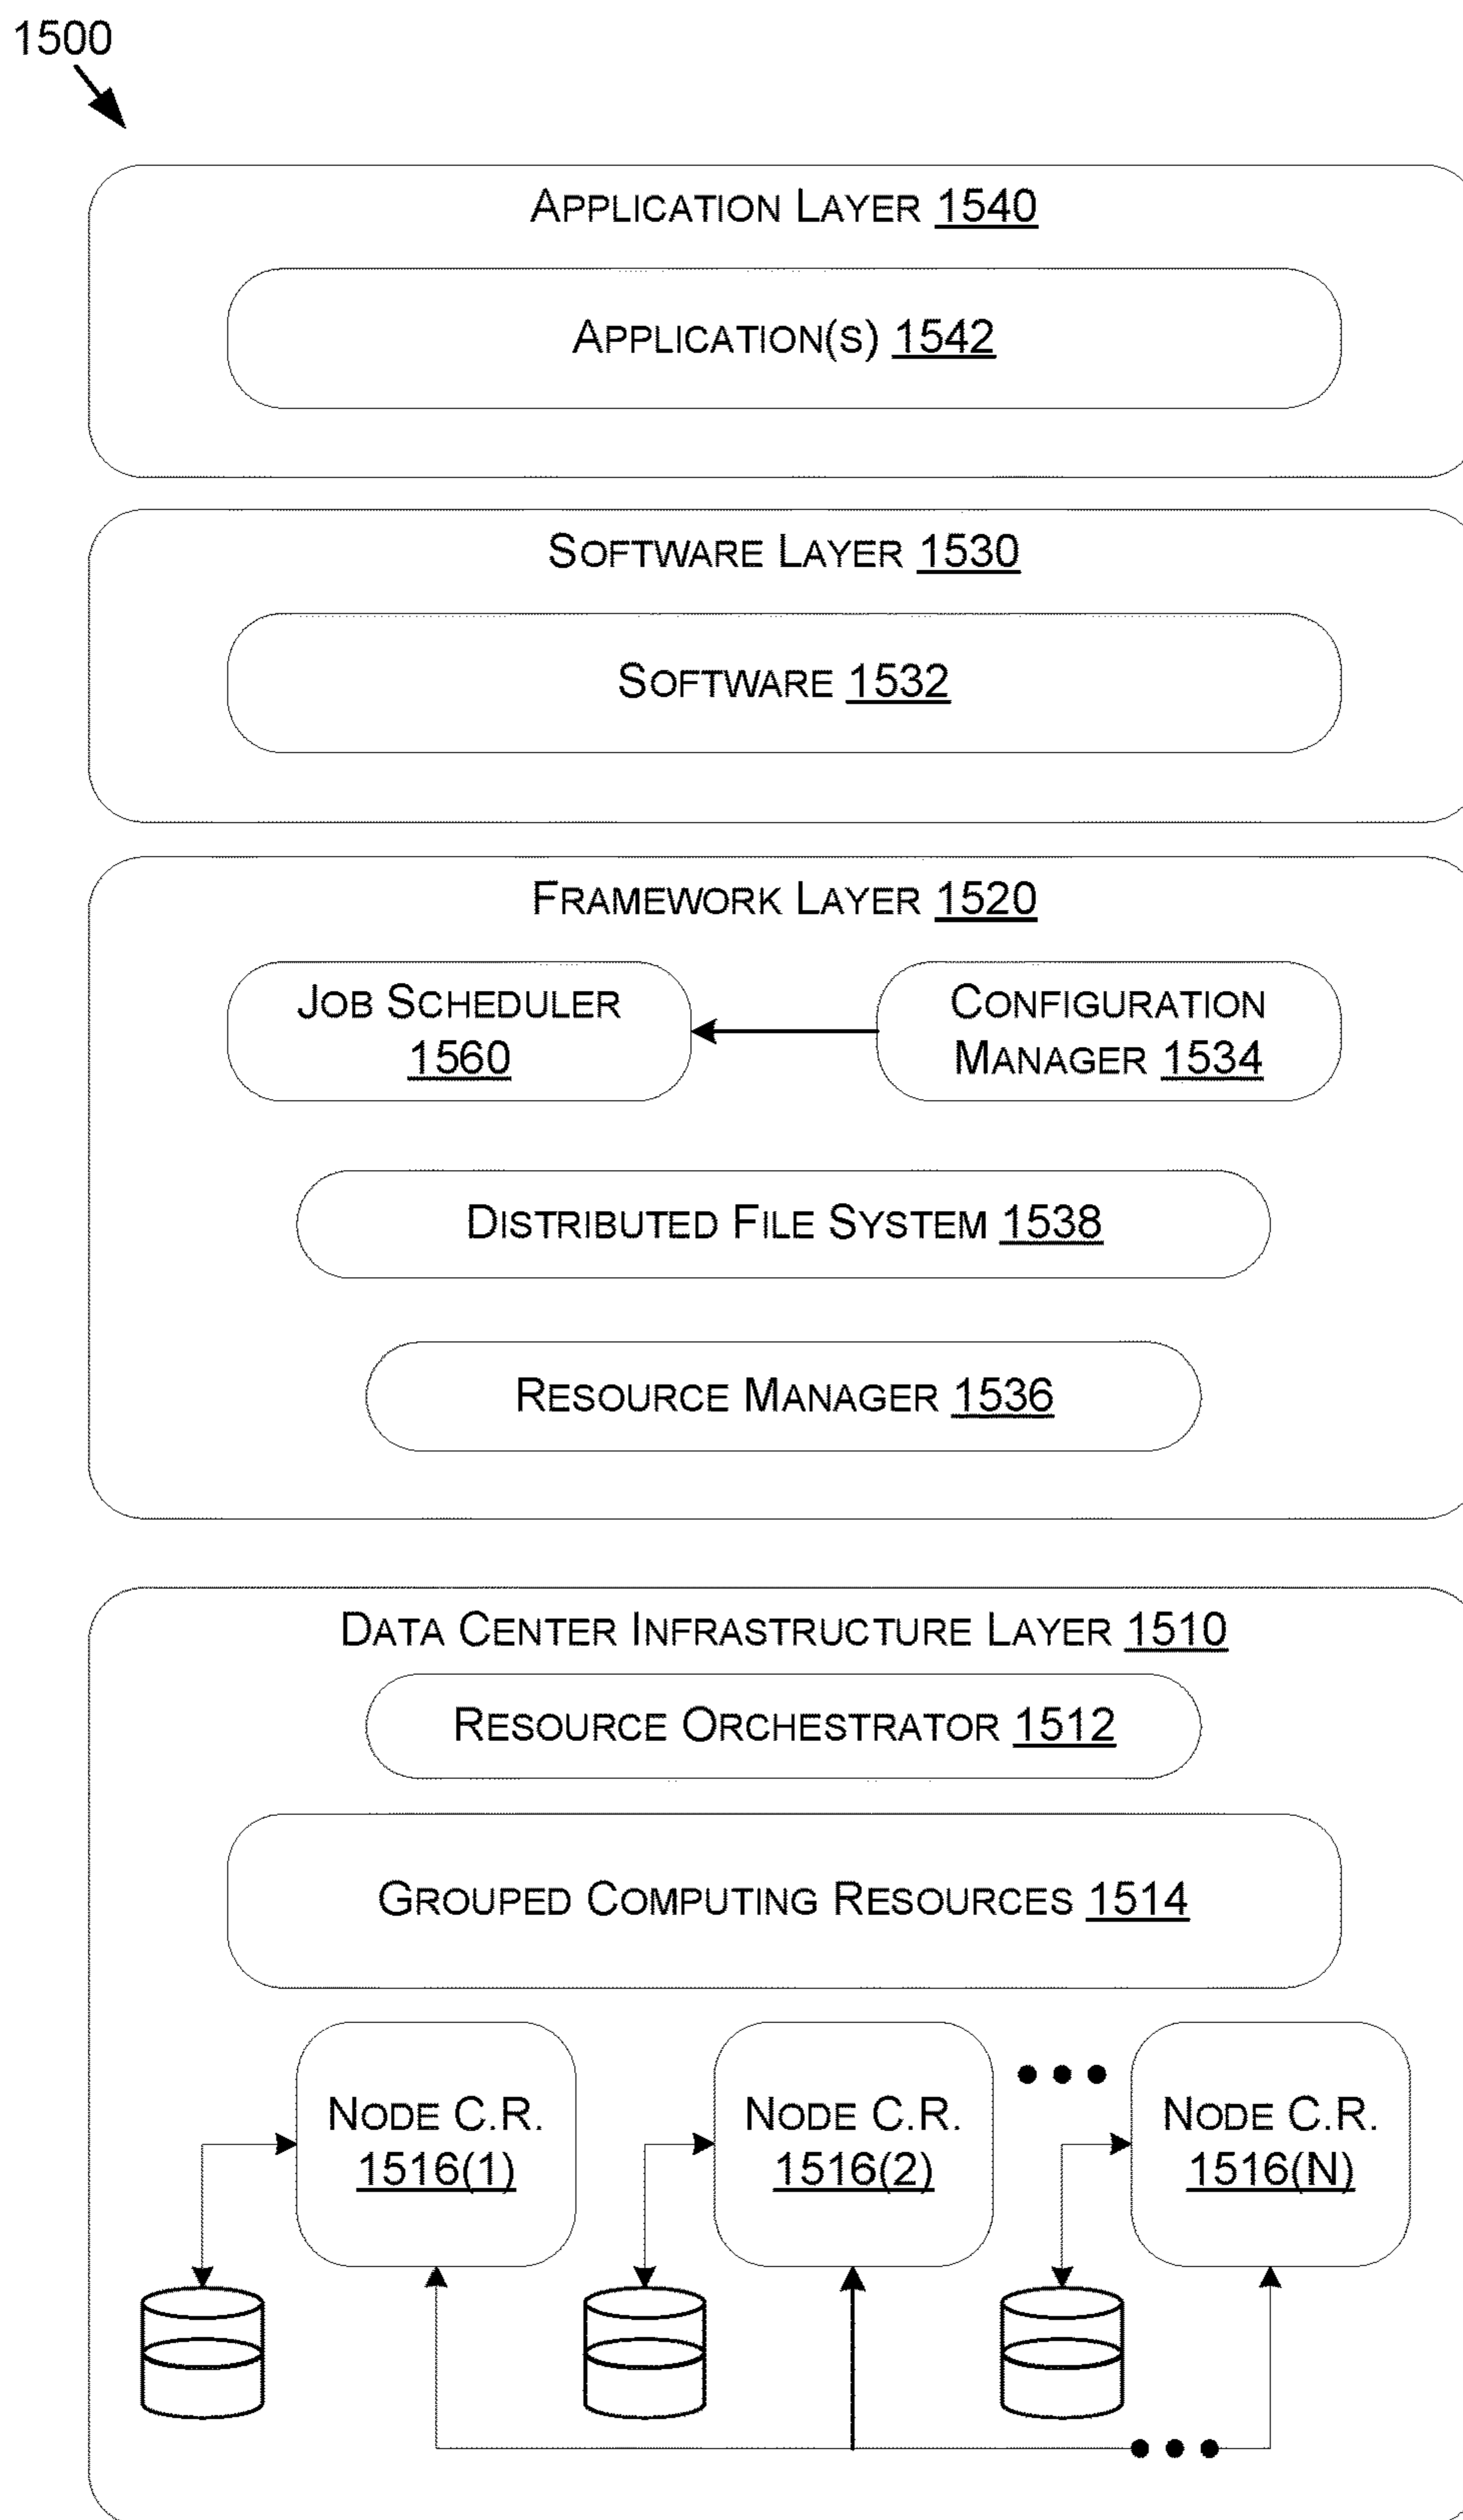 1500
APPLICATION LAYER 1540
APPLICATION(S) 1542
SOFTWARE LAYER 1530
SOFTWARE 1532
FRAMEWORK LAYER 1520
JOB SCHEDULER
1560
CONFIGURATION
MANAGER 1534
DISTRIBUTED FILE SYSTEM 1538
RESOURCE MANAGER 1536
DATA CENTER INFRASTRUCTURE LAYER 1510
RESOURCE ORCHESTRATOR 1512
GROUPED COMPUTING RESOURCES 1514
NODE C.R.
1516(1)
NODE C.R.
1516(2)
NODE C.R.
1516(N)